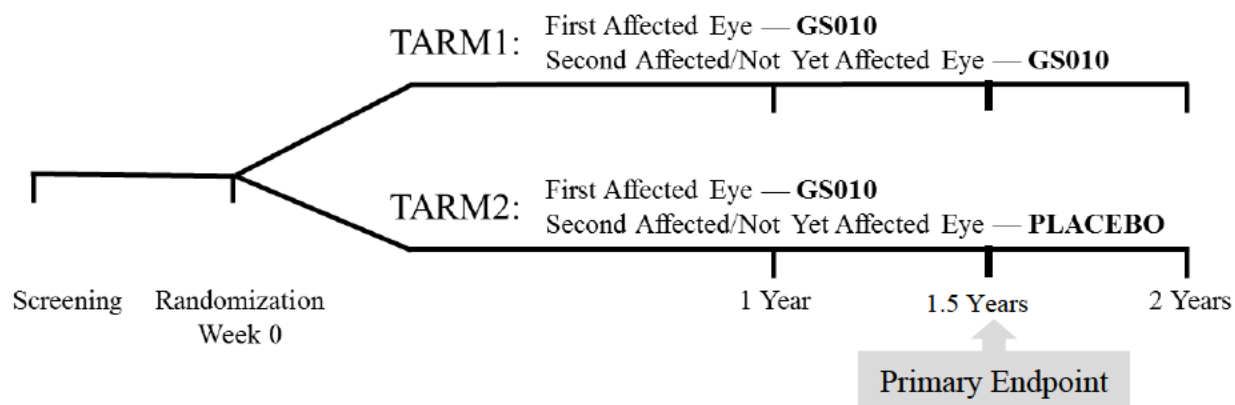 TARM1:
First Affected Eye — GS010
Second Affected/Not Yet Affected Eye — GS010
TARM2:
First Affected Eye — GS010
Second Affected/Not Yet Affected Eye — PLACEBO
Screening
Randomization
Week 0
1 Year
1.5 Years
2 Years
Primary Endpoint